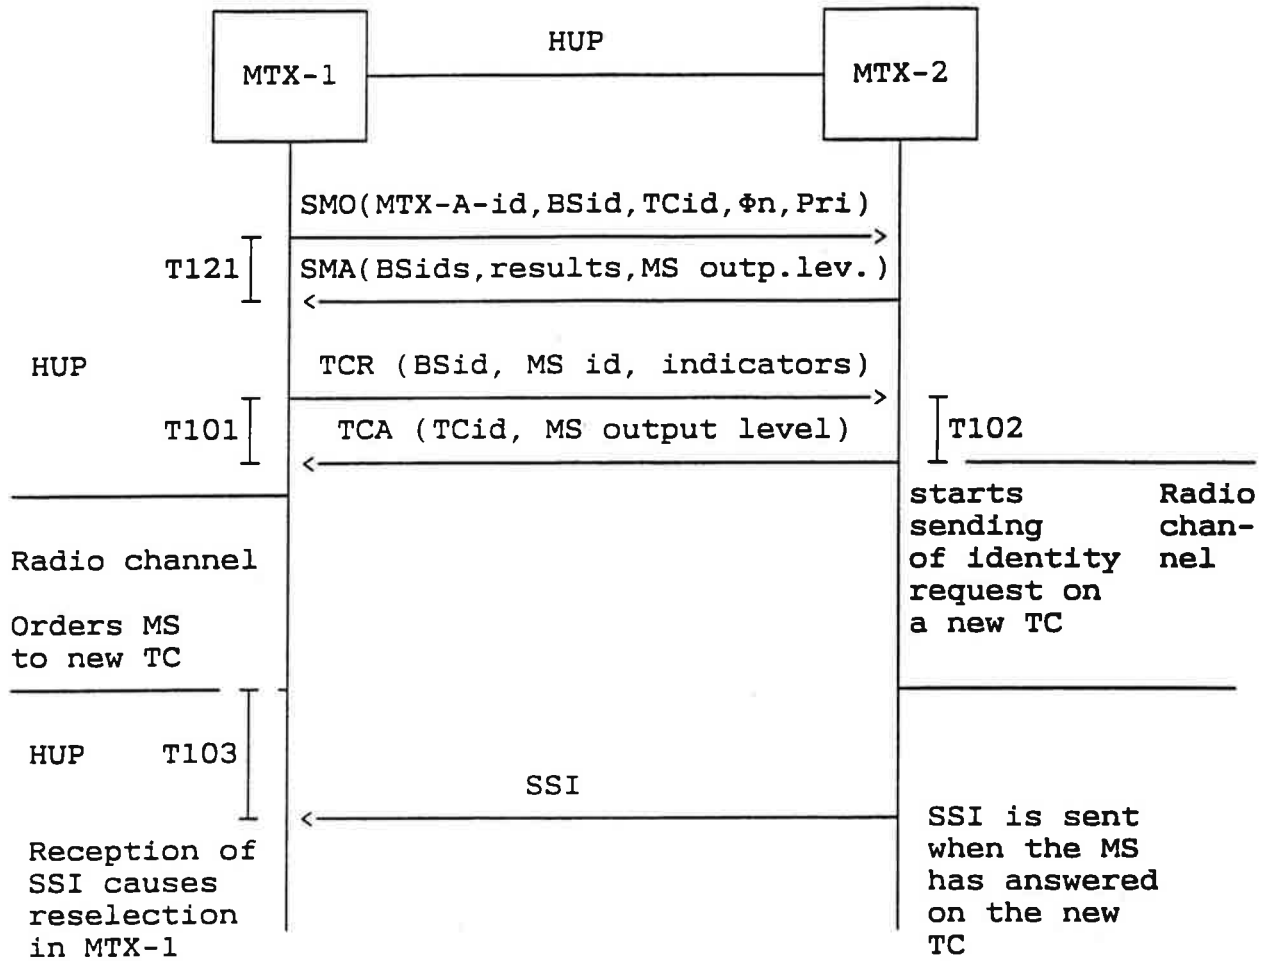 HUP
MTX-1
MTX-2
SMO(MTX-A-id,BSid,TCid,Φn,Pri)
T121
SMA(BSids,results,MS outp.lev.)
HUP
TCR (BSid, MS id, indicators)
T101
TCA (TCid, MS output level)
T102
starts
sending
of identity
request on
a new TC
Radio
chan-
nel
Radio channel
Orders MS
to new TC
HUP
T103
SSI
Reception of
SSI causes
reselection
in MTX-1
SSI is sent
when the MS
has answered
on the new
TC